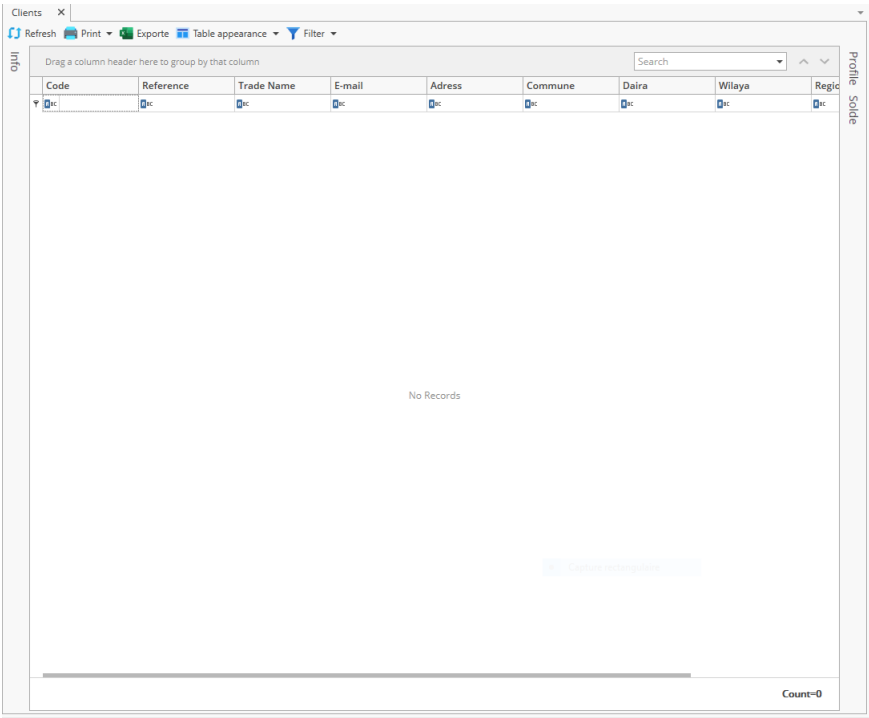 Clients
Refresh Print Exporte Table appearance Filter
Info
Drag a column header here to group by that column
Search
Profile
Solde
Code Reference Trade Name E-mail Adress Commune Daira Wilaya Regio
No Records
Count=0